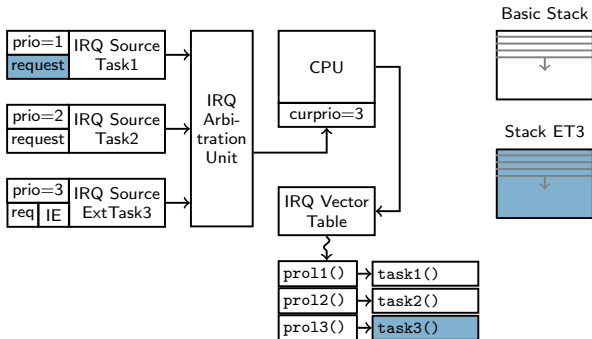 prio=1
request
IRQ Source
Task1
prio=2
request
IRQ Source
Task2
prio=3
req
IE
IRQ Source
ExtTask3
IRQ
Arbi-
tration
Unit
CPU
curprio=3
IRQ Vector
Table
prol1()
task1()
prol2()
task2()
prol3()
task3()
Basic Stack
Stack ET3